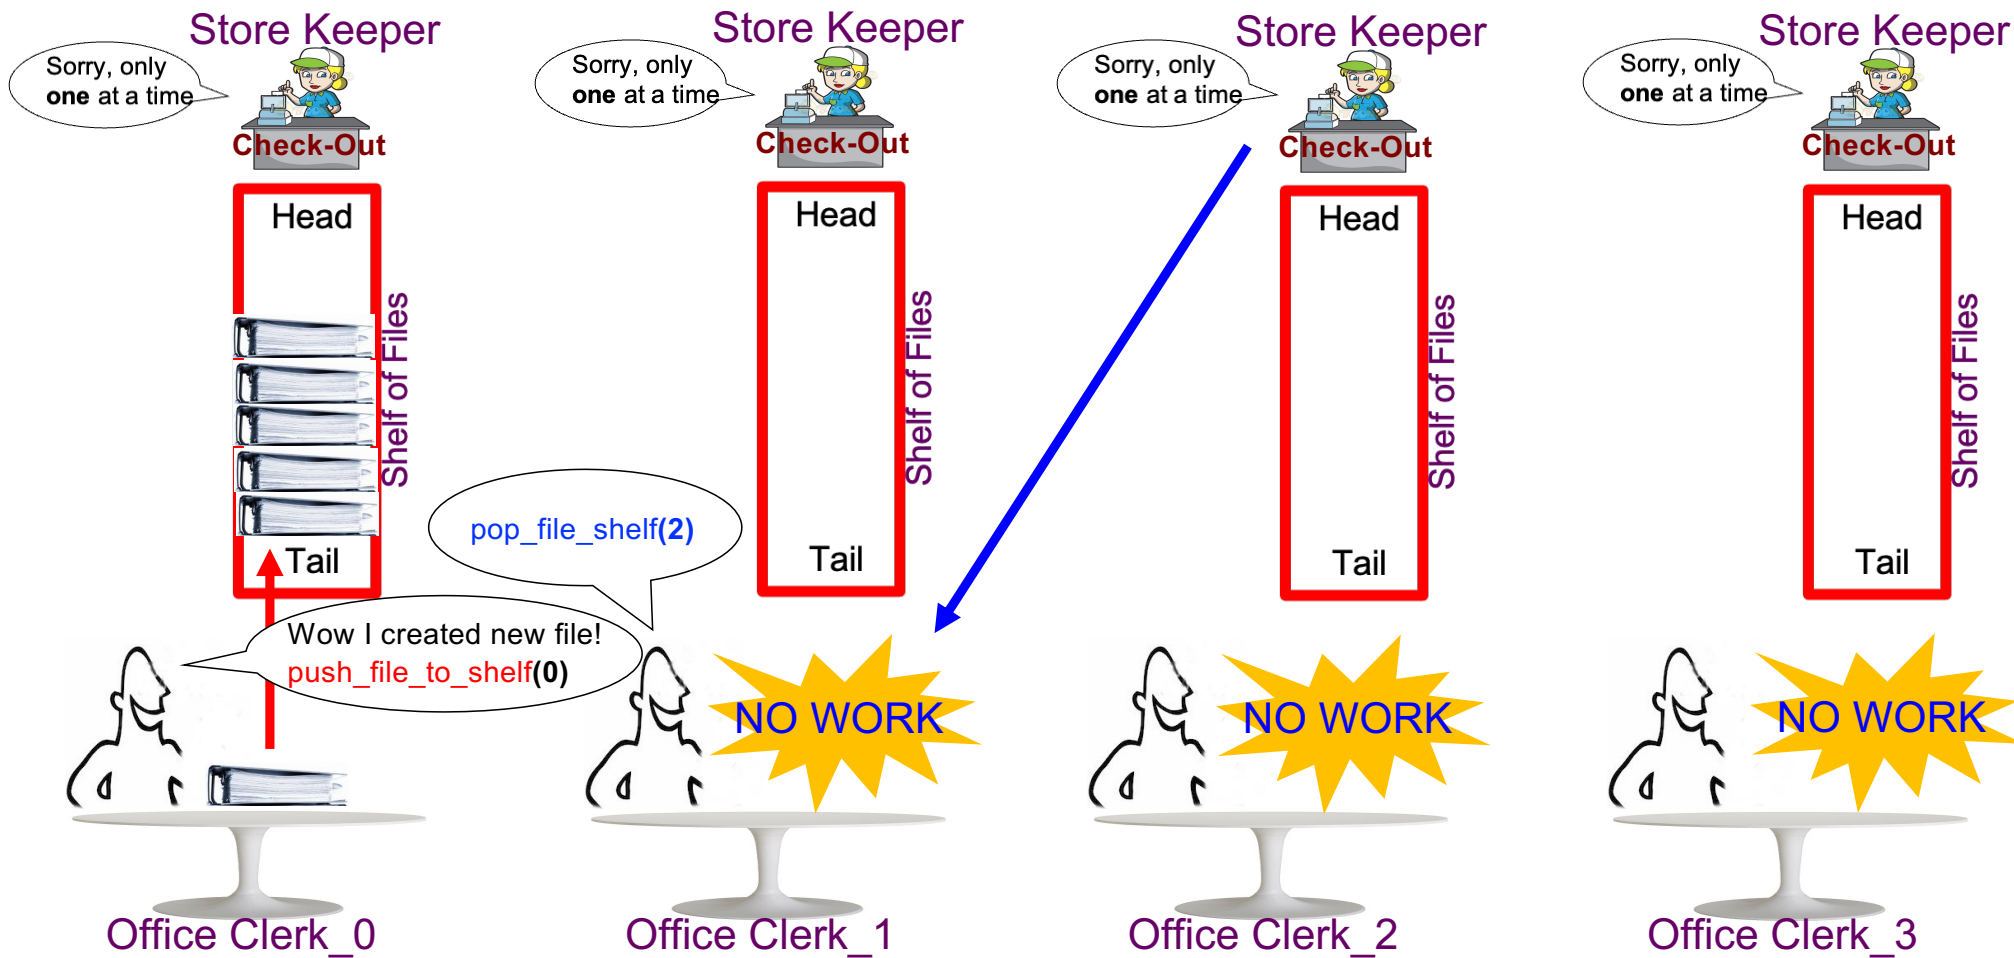 Store Keeper
Store Keeper
Store Keeper
Store Keeper
Sorry, only
one at a time
Sorry, only
one at a time
Sorry, only
one at a time
Sorry, only
one at a time
Check-Out
Check-Out
Check-Out
Check-Out
Head
Head
Head
Head
Shelf of Files
Shelf of Files
Shelf of Files
Shelf of Files
pop_file_shelf(2)
Tail
Tail
Tail
Tail
Wow I created new file!
push_file_to_shelf(0)
NO WORK
NO WORK
NO WORK
Office Clerk_0
Office Clerk_1
Office Clerk_2
Office Clerk_3